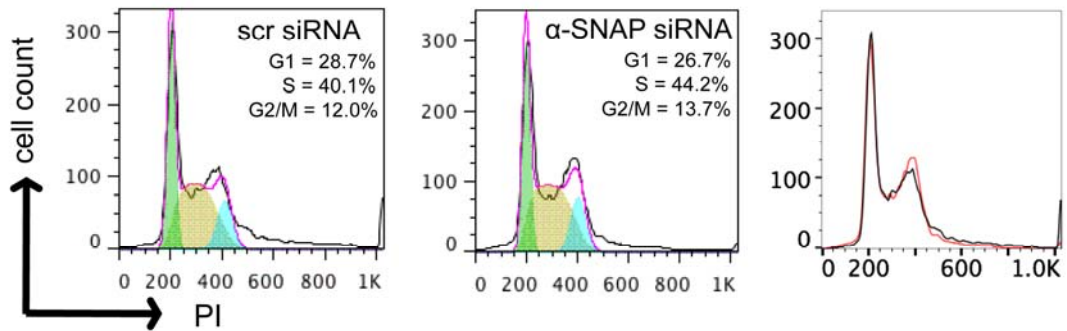 cell count
PI
scr siRNA
G1 = 28.7%
S = 40.1%
G2/M = 12.0%
300
200
100
0
0 200 400 600 800 1K
α-SNAP siRNA
G1 = 26.7%
S = 44.2%
G2/M = 13.7%
300
200
100
0
0 200 400 600 800 1K
300
200
100
0
0 200 600 1.0K